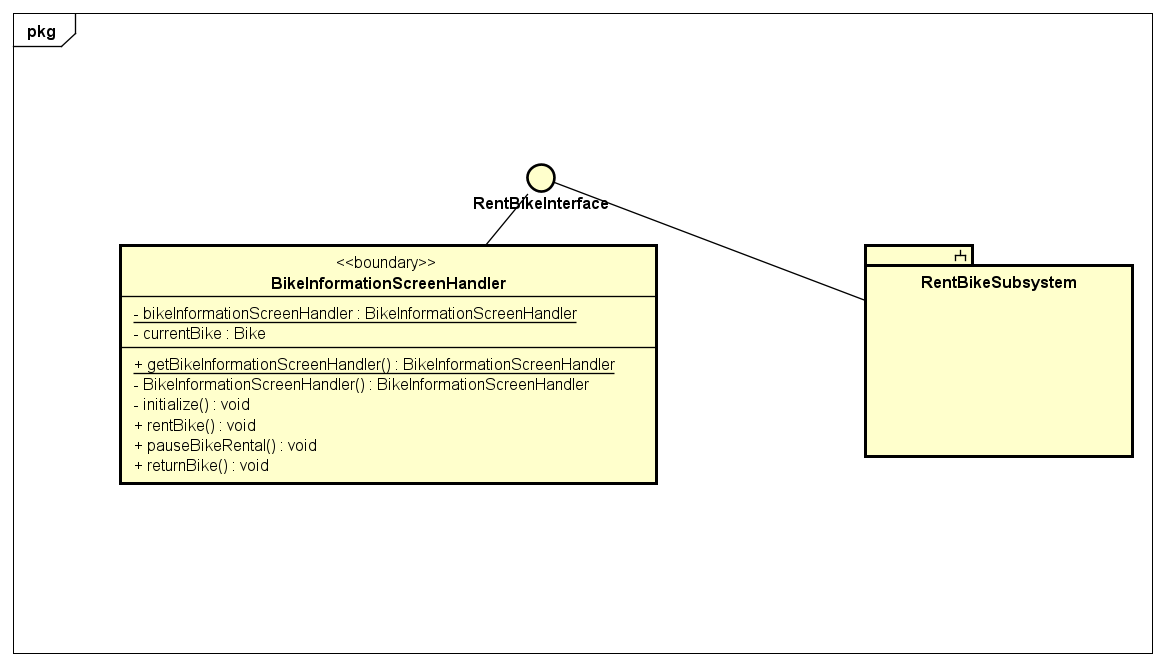 pkg
RentBikeInterface
<<boundary>>
BikeInformationScreenHandler
- bikeInformationScreenHandler : BikeInformationScreenHandler
- currentBike : Bike
+ getBikeInformationScreenHandler() : BikeInformationScreenHandler
- BikeInformationScreenHandler() : BikeInformationScreenHandler
- initialize() : void
+ rentBike() : void
+ pauseBikeRental() : void
+ returnBike() : void
RentBikeSubsystem